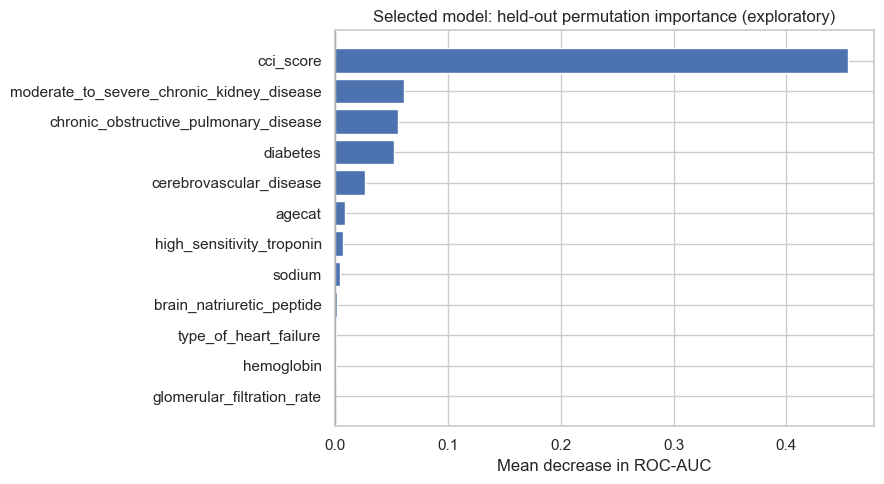 Selected model: held-out permutation importance (exploratory)
cci_score
moderate_to_severe_chronic_kidney_disease
chronic_obstructive_pulmonary_disease
diabetes
cerebrovascular_disease
agecat
high_sensitivity_troponin
sodium
brain_natriuretic_peptide
type_of_heart_failure
hemoglobin
glomerular_filtration_rate
0.0 0.1 0.2 0.3 0.4
Mean decrease in ROC-AUC